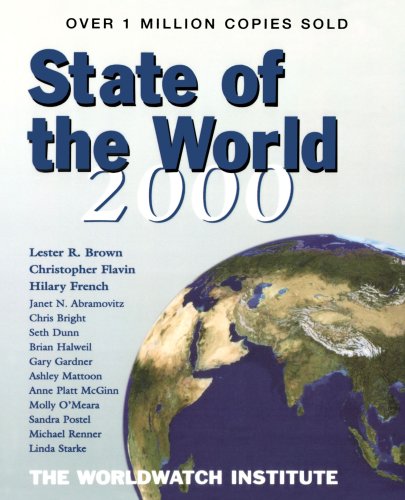 OVER 1 MILLION COPIES SOLD
State of
the World
2000
Lester R. Brown
Christopher Flavin
Hilary French
Janet N. Abramovitz
Chris Bright
Seth Dunn
Brian Halweil
Gary Gardner
Ashley Mattoon
Anne Platt McGinn
Molly O'Meara
Sandra Postel
Michael Renner
Linda Starke
THE WORLDWATCH INSTITUTE